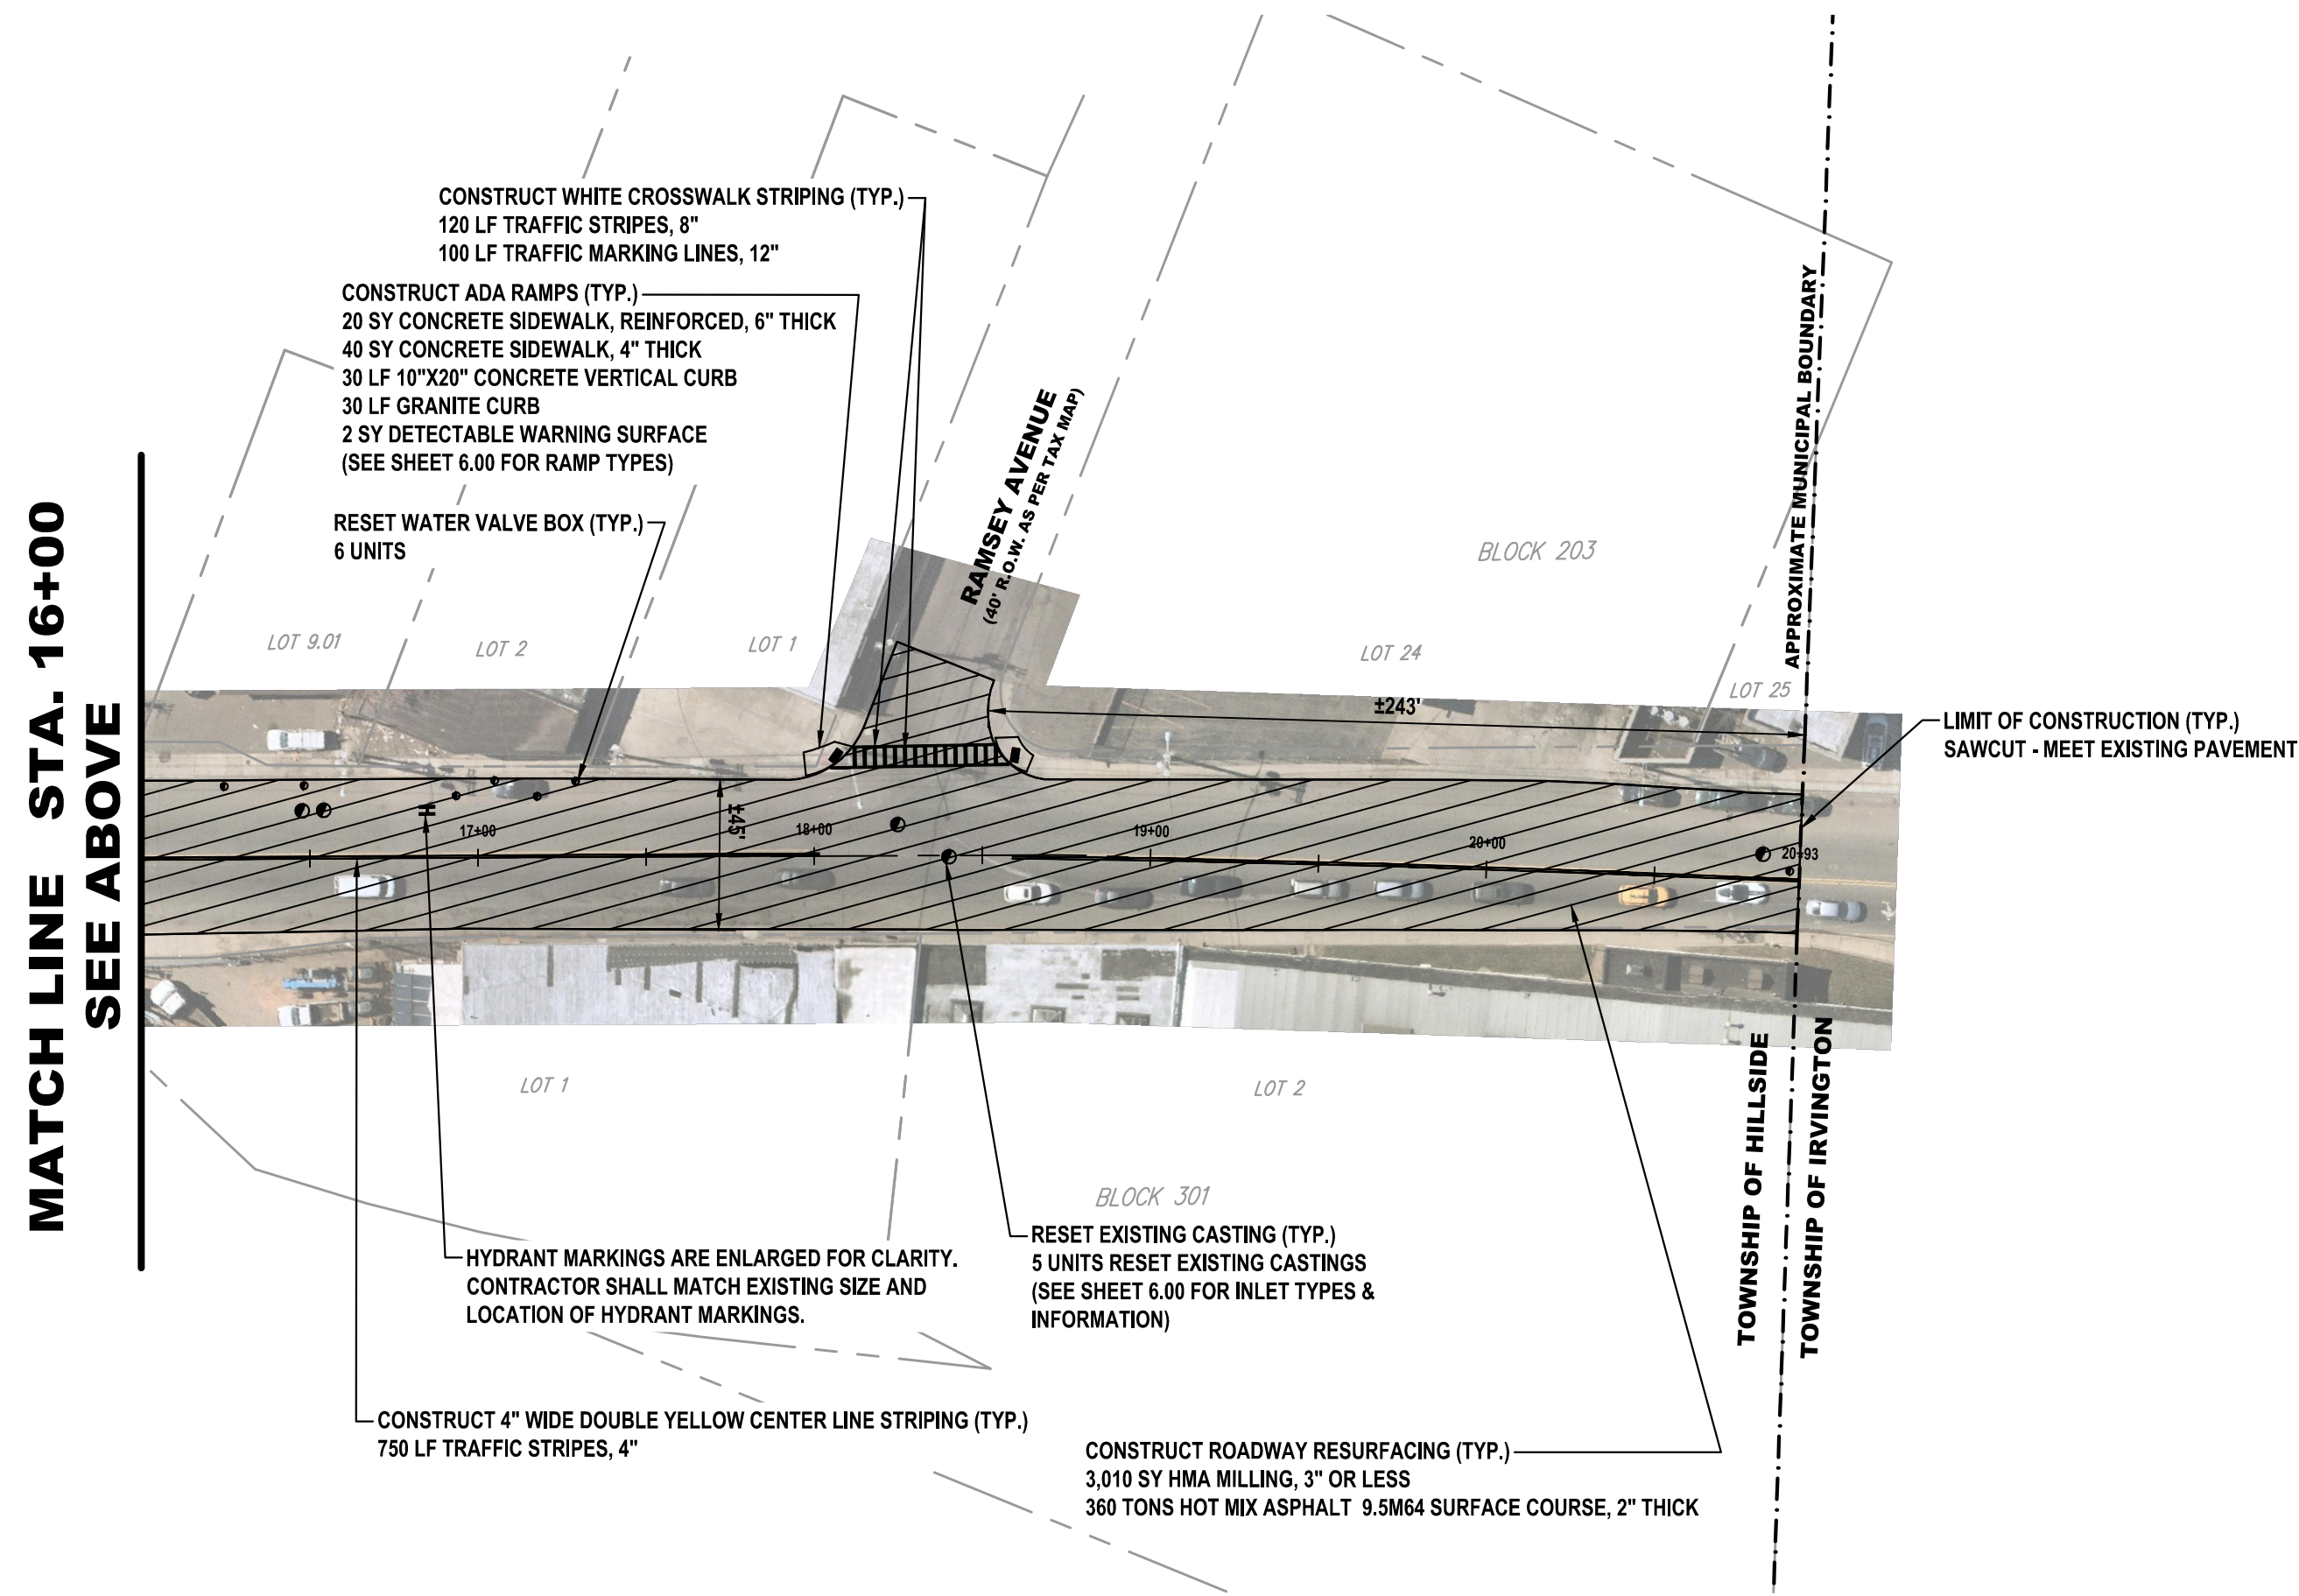 MATCH LINE STA. 16+00
SEE ABOVE
CONSTRUCT WHITE CROSSWALK STRIPING (TYP.)
120 LF TRAFFIC STRIPES, 8"
100 LF TRAFFIC MARKING LINES, 12"
CONSTRUCT ADA RAMPS (TYP.)
20 SY CONCRETE SIDEWALK, REINFORCED, 6" THICK
40 SY CONCRETE SIDEWALK, 4" THICK
30 LF 10"X20" CONCRETE VERTICAL CURB
30 LF GRANITE CURB
2 SY DETECTABLE WARNING SURFACE
(SEE SHEET 6.00 FOR RAMP TYPES)
RESET WATER VALVE BOX (TYP.)
6 UNITS
RAMSEY AVENUE
(40' R.O.W. AS PER TAX MAP)
APPROXIMATE MUNICIPAL BOUNDARY
BLOCK 203
LOT 9.01
LOT 2
LOT 1
LOT 24
LOT 25
±243'
LIMIT OF CONSTRUCTION (TYP.)
SAWCUT - MEET EXISTING PAVEMENT
H
17+00
±45'
18+00
19+00
20+00
20+93
LOT 1
LOT 2
BLOCK 301
TOWNSHIP OF HILLSIDE
TOWNSHIP OF IRVINGTON
HYDRANT MARKINGS ARE ENLARGED FOR CLARITY.
CONTRACTOR SHALL MATCH EXISTING SIZE AND
LOCATION OF HYDRANT MARKINGS.
RESET EXISTING CASTING (TYP.)
5 UNITS RESET EXISTING CASTINGS
(SEE SHEET 6.00 FOR INLET TYPES &
INFORMATION)
CONSTRUCT 4" WIDE DOUBLE YELLOW CENTER LINE STRIPING (TYP.)
750 LF TRAFFIC STRIPES, 4"
CONSTRUCT ROADWAY RESURFACING (TYP.)
3,010 SY HMA MILLING, 3" OR LESS
360 TONS HOT MIX ASPHALT 9.5M64 SURFACE COURSE, 2" THICK